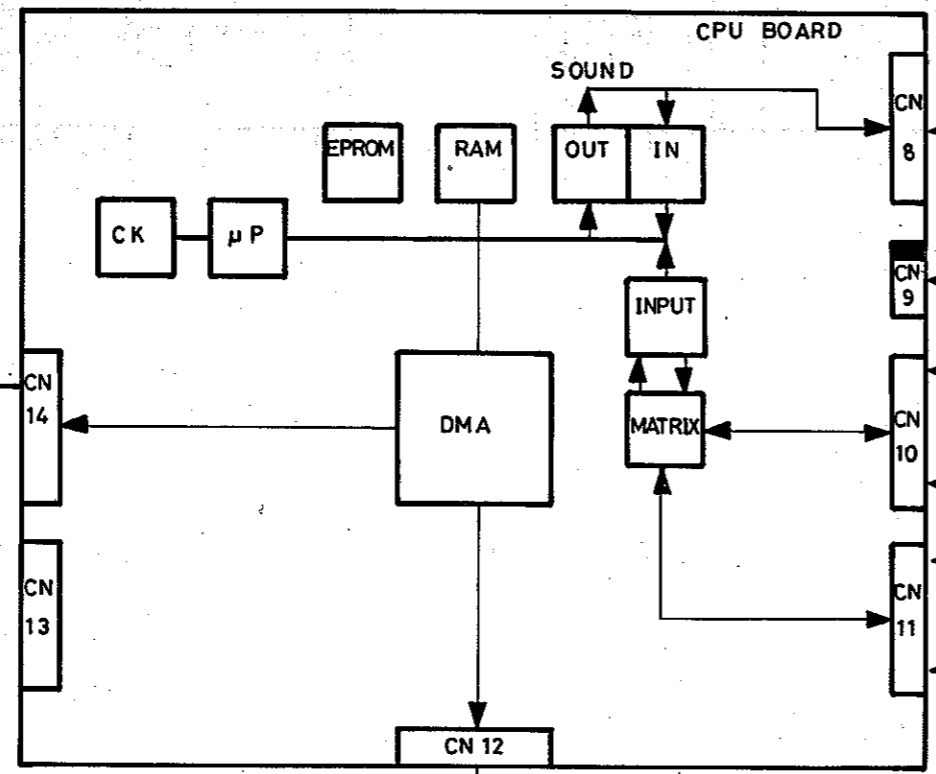 CPU BOARD
SOUND
EPROM
RAM
OUT
IN
CN
8
CK
µP
CN
9
INPUT
CN
14
DMA
MATRIX
CN
10
CN
13
CN
11
CN 12